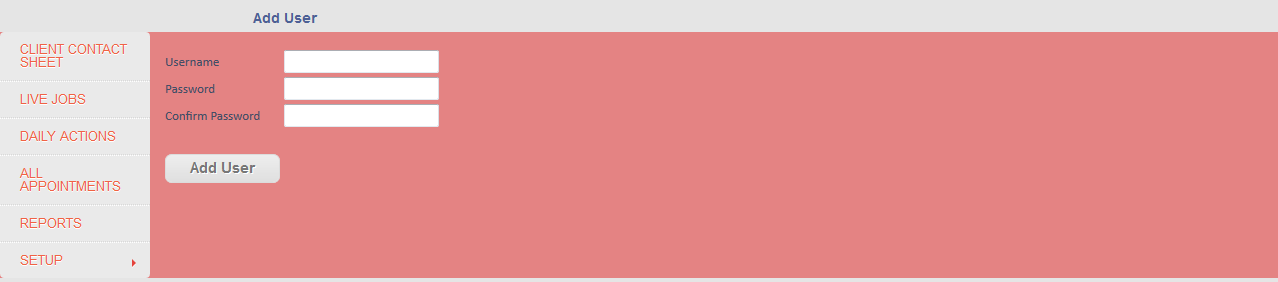 Add User
CLIENT CONTACT
SHEET
LIVE JOBS
DAILY ACTIONS
ALL
APPOINTMENTS
REPORTS
SETUP
Username
Password
Confirm Password
Add User